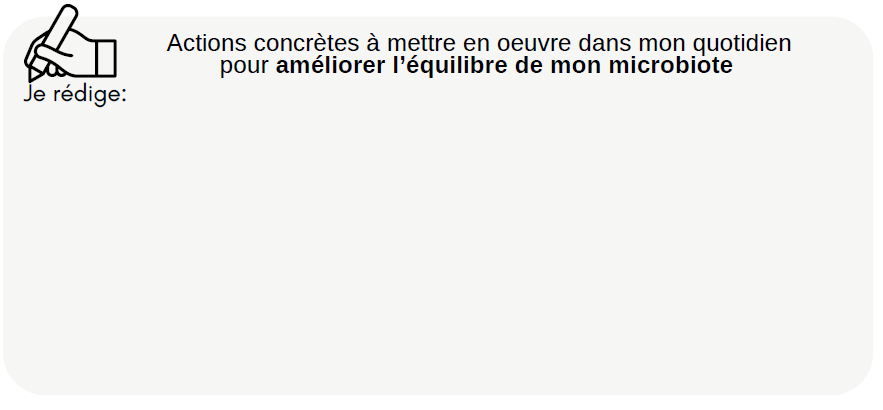 Actions concrètes à mettre en oeuvre dans mon quotidien
pour améliorer l’équilibre de mon microbiote
Je rédige: